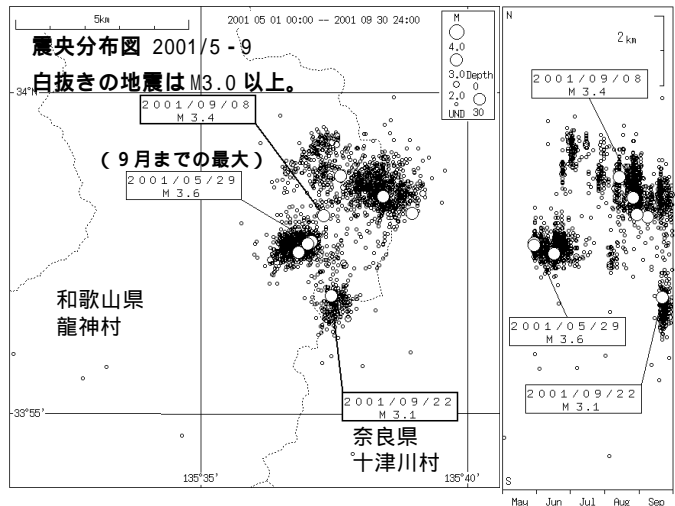 5km
2001 05 01 00:00 -- 2001 09 30 24:00
震央分布図 2001/5 - 9
白抜きの地震はM3.0 以上。
34°N
2001/09/08
M 3.4
(９月までの最大)
2001/05/29
M 3.6
和歌山県
龍神村
2001/09/22
M 3.1
33°55'
奈良県
十津川村
135°35'
135°40'
M
4.0
3.0
2.0
UND
Depth
0
30
N
2km
2001/09/08
M 3.4
2001/05/29
M 3.6
2001/09/22
M 3.1
S
May Jun Jul Aug Sep